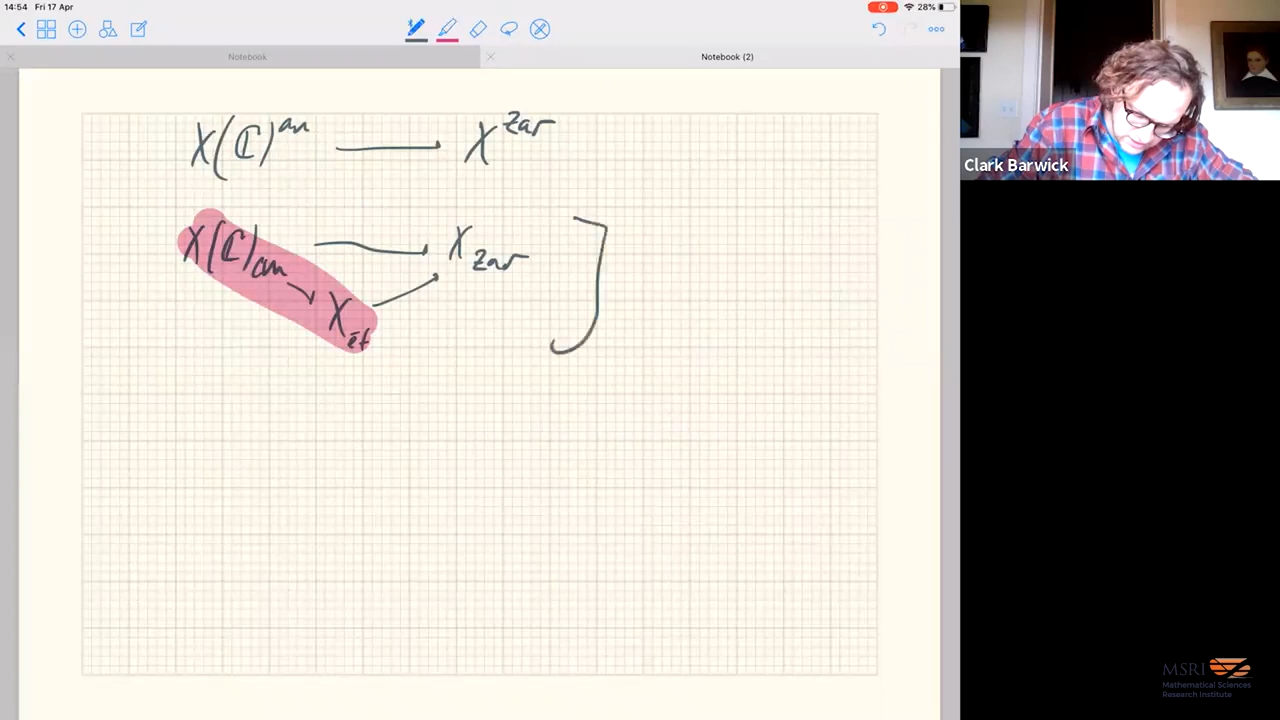 14:54 Fri 17 Apr 28%
Notebook Notebook (2)
X(ℂ)^an → X^Zar
X(ℂ)_an → X_Zar
→ X_ét →
Clark Barwick
MSRI
Mathematical Sciences
Research Institute